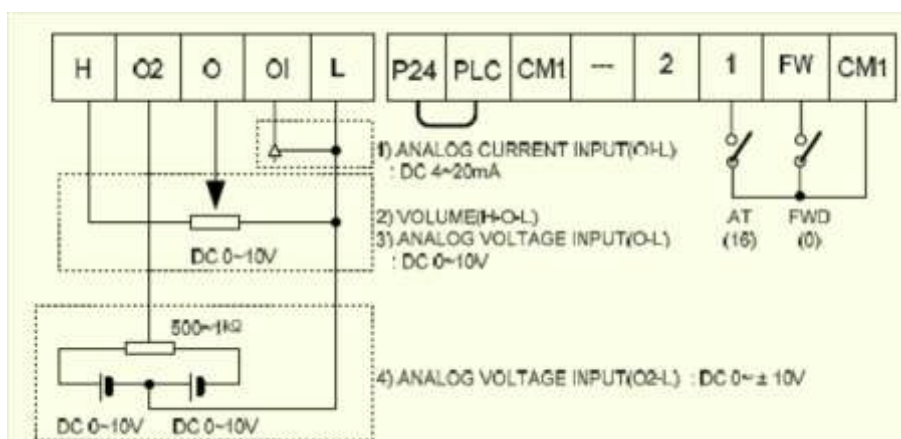 H O2 O OI L P24 PLC CM1 --- 2 1 FW CM1
1) ANALOG CURRENT INPUT(OI-L)
: DC 4~20mA
2) VOLUME(H-O-L)
3) ANALOG VOLTAGE INPUT(O-L)
: DC 0~10V
AT FWD
(16) (0)
DC 0~10V
500~1kΩ
4) ANALOG VOLTAGE INPUT(O2-L) : DC 0~ ± 10V
DC 0~10V DC 0~10V